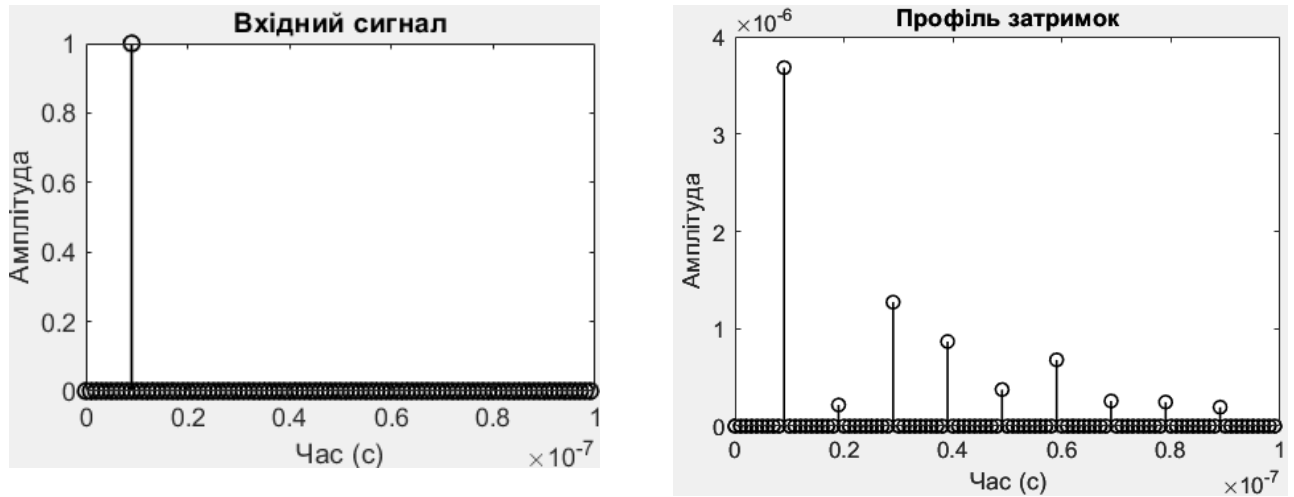 Вхідний сигнал
Амплітуда
1
0.8
0.6
0.4
0.2
0
0 0.2 0.4 0.6 0.8 1
Час (с)
×10⁻⁷
Профіль затримок
×10⁻⁶
Амплітуда
4
3
2
1
0
0 0.2 0.4 0.6 0.8 1
Час (с)
×10⁻⁷